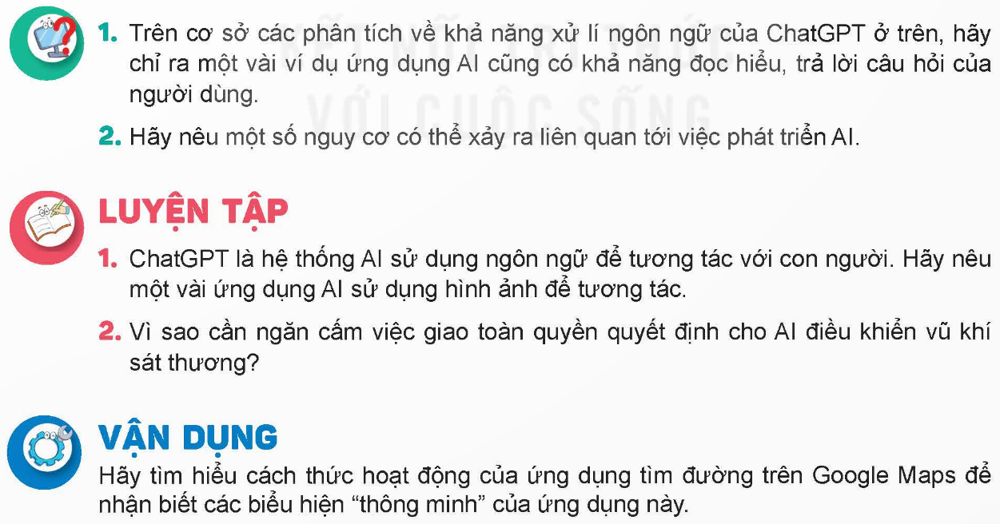 KẾT NỐI TRI THỨC
1. Trên cơ sở các phân tích về khả năng xử lí ngôn ngữ của ChatGPT ở trên, hãy
chỉ ra một vài ví dụ ứng dụng AI cũng có khả năng đọc hiểu, trả lời câu hỏi của
người dùng.
VỚI CUỘC SỐNG
2. Hãy nêu một số nguy cơ có thể xảy ra liên quan tới việc phát triển AI.
LUYỆN TẬP
1. ChatGPT là hệ thống AI sử dụng ngôn ngữ để tương tác với con người. Hãy nêu
một vài ứng dụng AI sử dụng hình ảnh để tương tác.
2. Vì sao cần ngăn cấm việc giao toàn quyền quyết định cho AI điều khiển vũ khí
sát thương?
VẬN DỤNG
Hãy tìm hiểu cách thức hoạt động của ứng dụng tìm đường trên Google Maps để
nhận biết các biểu hiện “thông minh” của ứng dụng này.